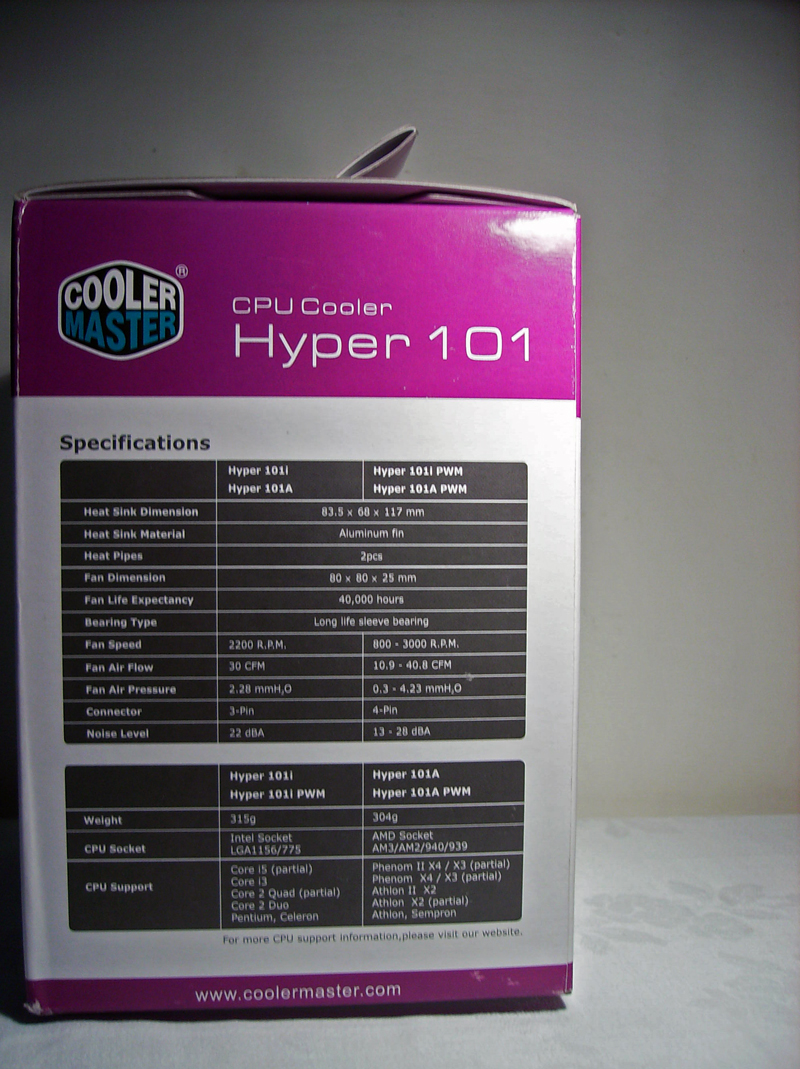 COOLER
MASTER
®
CPU Cooler
Hyper 101
Specifications
Hyper 101i Hyper 101i PWM
Hyper 101A Hyper 101A PWM
Heat Sink Dimension 83.5 x 68 x 117 mm
Heat Sink Material Aluminum fin
Heat Pipes 2pcs
Fan Dimension 80 x 80 x 25 mm
Fan Life Expectancy 40,000 hours
Bearing Type Long life sleeve bearing
Fan Speed 2200 R.P.M. 800 - 3000 R.P.M.
Fan Air Flow 30 CFM 10.9 - 40.8 CFM
Fan Air Pressure 2.28 mmH₂O 0.3 - 4.23 mmH₂O
Connector 3-Pin 4-Pin
Noise Level 22 dBA 13 - 28 dBA
Hyper 101i Hyper 101A
Hyper 101i PWM Hyper 101A PWM
Weight 315g 304g
CPU Socket Intel Socket AMD Socket
LGA1156/775 AM3/AM2/940/939
CPU Support Core i5 (partial) Phenom II X4 / X3 (partial)
Core i3 Phenom X4 / X3 (partial)
Core 2 Quad (partial) Athlon II X2
Core 2 Duo Athlon X2 (partial)
Pentium, Celeron Athlon, Sempron
For more CPU support information,please visit our website.
www.coolermaster.com